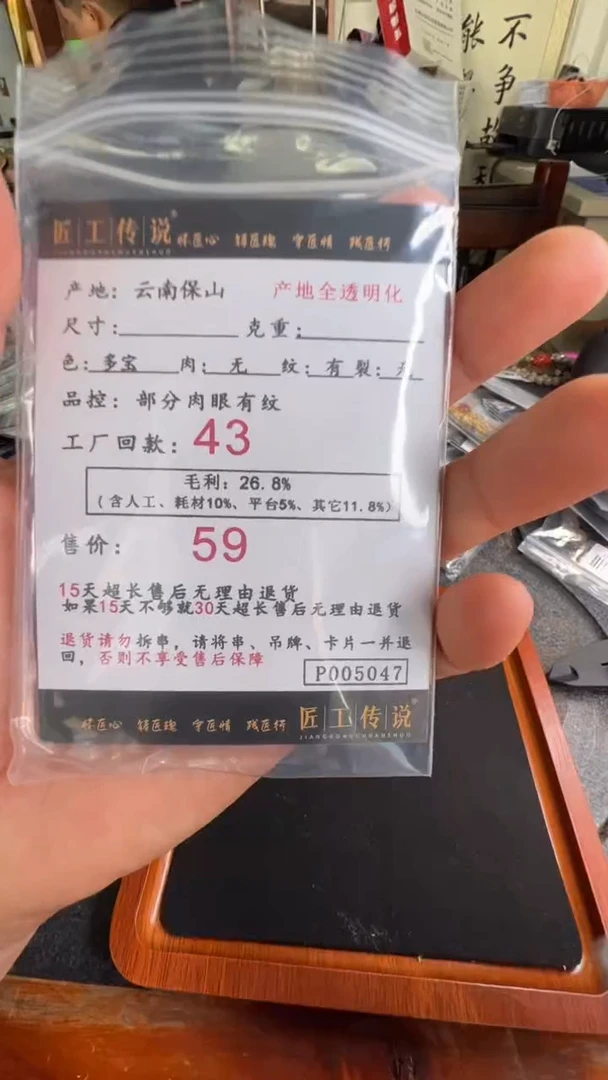 能 不
争
故
匠|工|传|说®
怀匠心 铸匠魂 守匠情 践匠行
产地：云南保山 产地全透明化
尺寸：________ 克重：________
色：多宝 肉：无 纹：有 裂：无
品控：部分肉眼有纹
工厂回款：43
毛利：26.8%
（含人工、耗材10%、平台5%、其它11.8%）
售价：59
15天超长售后无理由退货
如果15天不够就30天超长售后无理由退货
退货请勿拆串，请将串、吊牌、卡片一并退
回，否则不享受售后保障
P005047
怀匠心 铸匠魂 守匠情 践匠行 匠|工|传|说
JIANGGONGCHUANSHUO